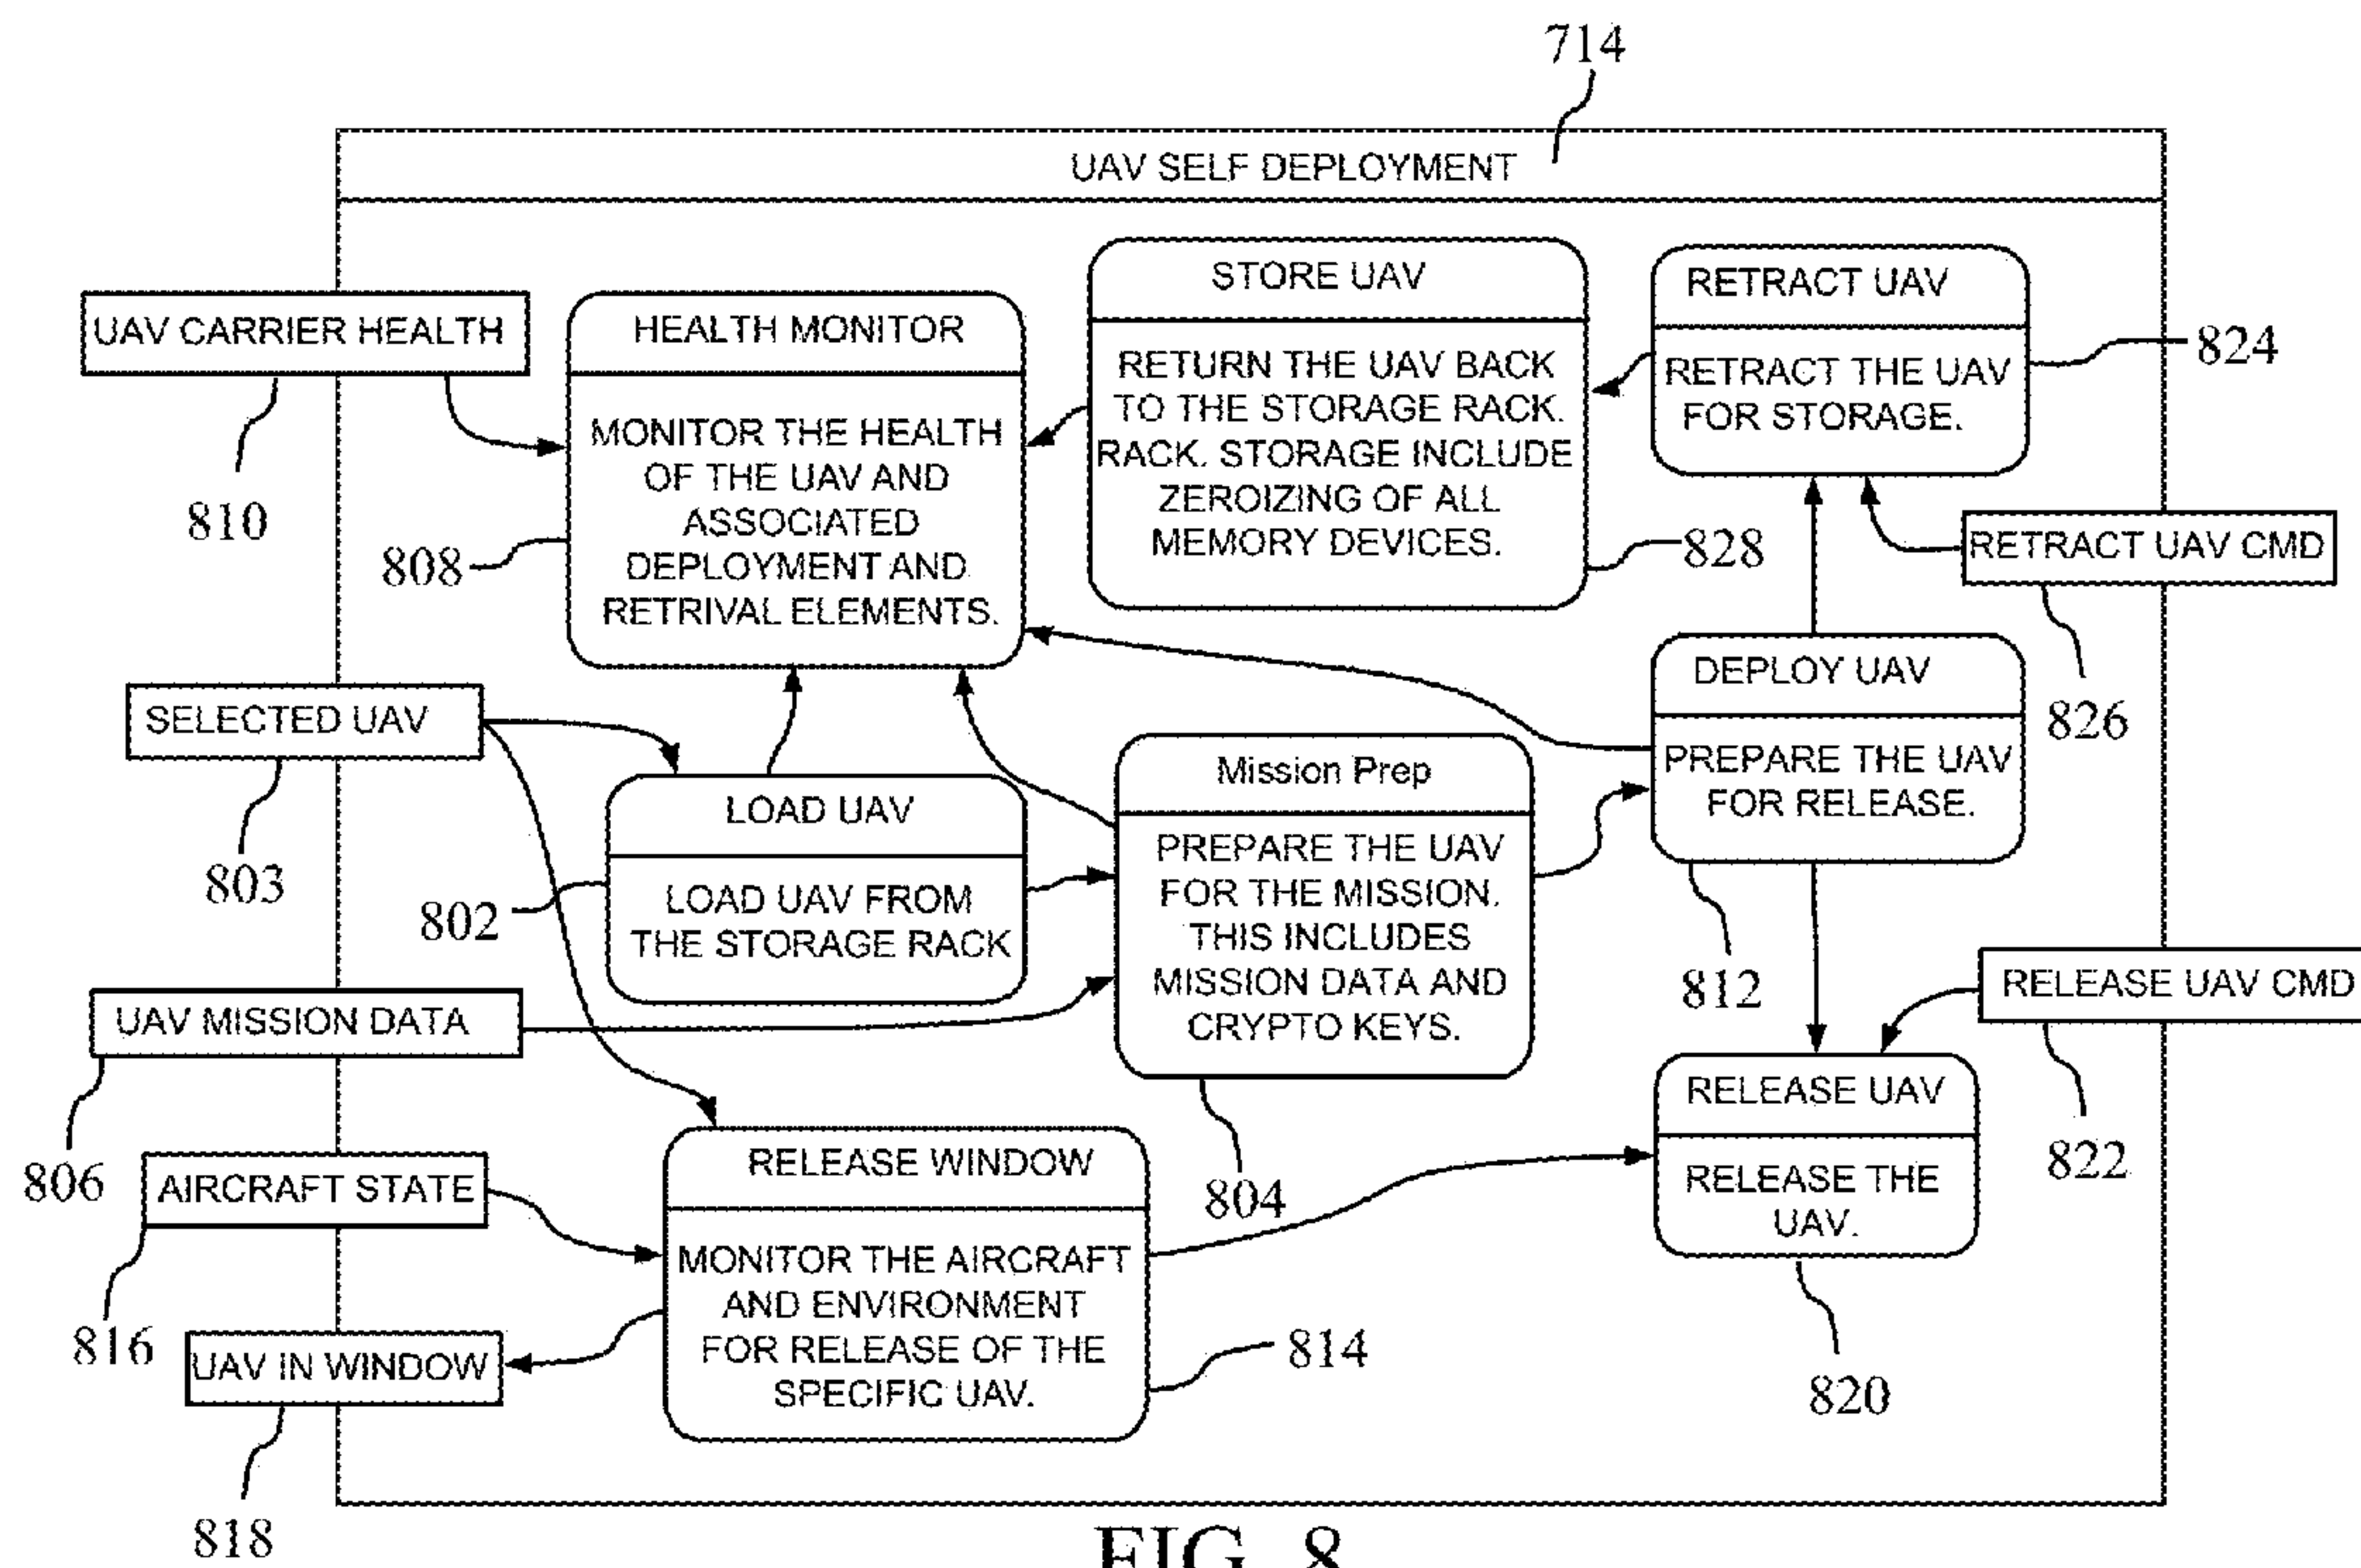 714
UAV SELF DEPLOYMENT
UAV CARRIER HEALTH
810
HEALTH MONITOR
MONITOR THE HEALTH
OF THE UAV AND
ASSOCIATED
DEPLOYMENT AND
RETRIVAL ELEMENTS.
808
STORE UAV
RETURN THE UAV BACK
TO THE STORAGE RACK.
RACK. STORAGE INCLUDE
ZEROIZING OF ALL
MEMORY DEVICES.
828
RETRACT UAV
RETRACT THE UAV
FOR STORAGE.
824
RETRACT UAV CMD
826
SELECTED UAV
803
LOAD UAV
LOAD UAV FROM
THE STORAGE RACK
802
Mission Prep
PREPARE THE UAV
FOR THE MISSION.
THIS INCLUDES
MISSION DATA AND
CRYPTO KEYS.
804
DEPLOY UAV
PREPARE THE UAV
FOR RELEASE.
812
RELEASE UAV CMD
822
UAV MISSION DATA
806
AIRCRAFT STATE
816
UAV IN WINDOW
818
RELEASE WINDOW
MONITOR THE AIRCRAFT
AND ENVIRONMENT
FOR RELEASE OF THE
SPECIFIC UAV.
814
RELEASE UAV
RELEASE THE
UAV.
820
FIG. 8